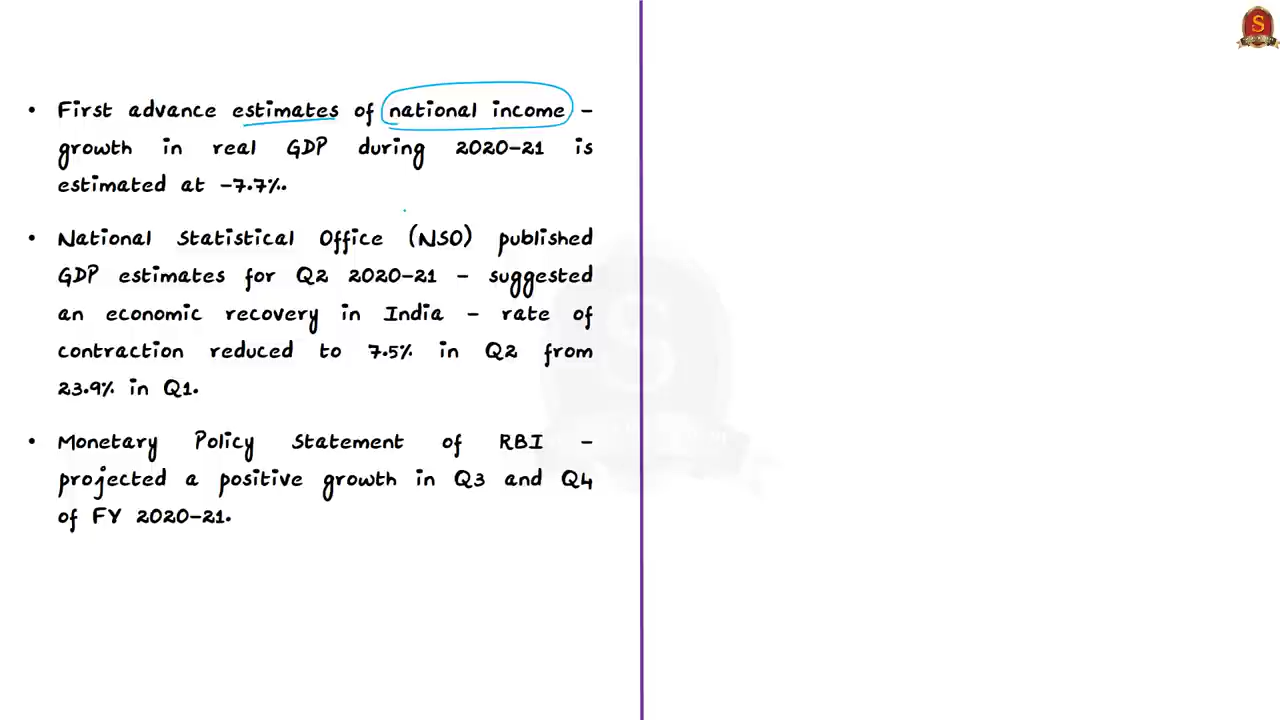 • First advance estimates of national income –
growth in real GDP during 2020-21 is
estimated at -7.7%.
• National Statistical Office (NSO) published
GDP estimates for Q2 2020-21 – suggested
an economic recovery in India – rate of
contraction reduced to 7.5% in Q2 from
23.9% in Q1.
• Monetary Policy Statement of RBI –
projected a positive growth in Q3 and Q4
of FY 2020-21.
S